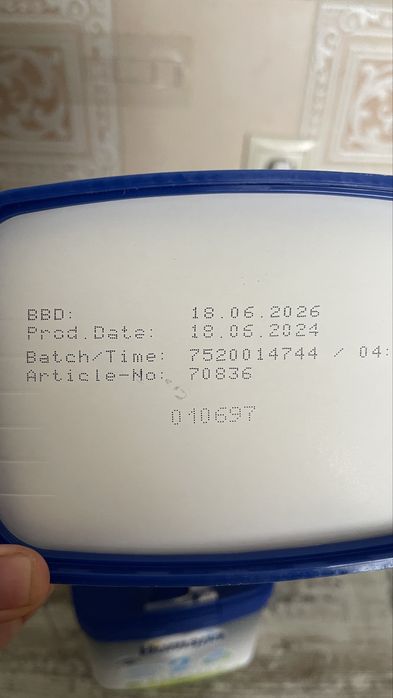 BBD: 18.06.2026
Prod.Date: 18.06.2024
Batch/Time: 7520014744 / 04:
Article-No: 70836
010697